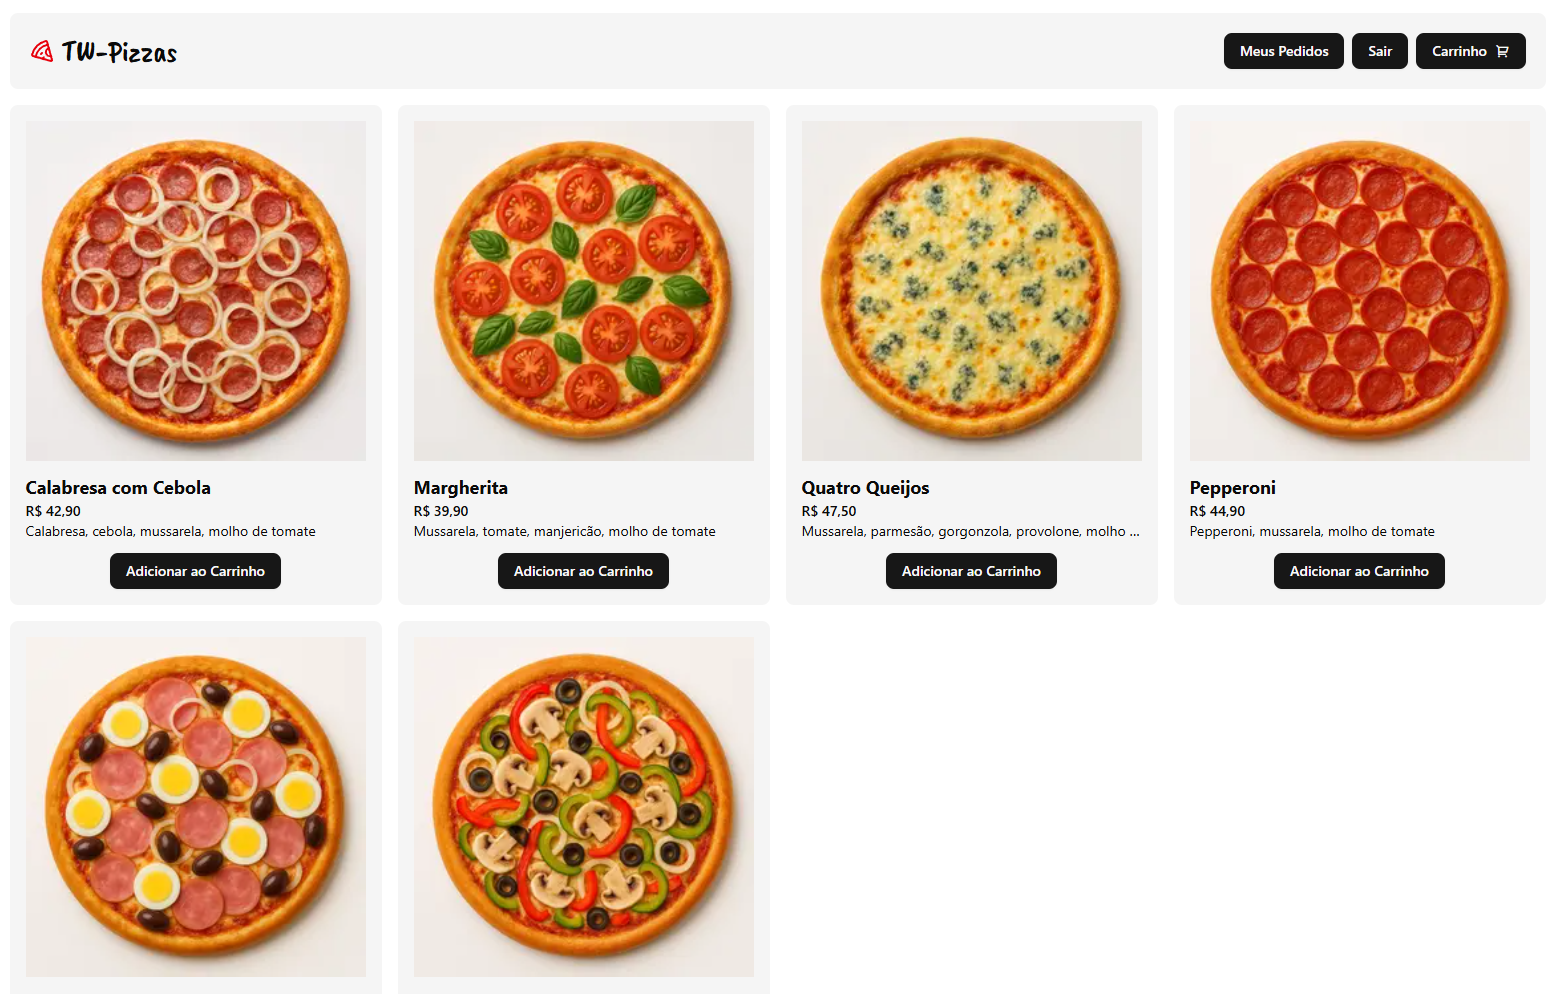 TW-Pizzas
Meus Pedidos
Sair
Carrinho
Calabresa com Cebola
R$ 42,90
Calabresa, cebola, mussarela, molho de tomate
Adicionar ao Carrinho
Margherita
R$ 39,90
Mussarela, tomate, manjericão, molho de tomate
Adicionar ao Carrinho
Quatro Queijos
R$ 47,50
Mussarela, parmesão, gorgonzola, provolone, molho ...
Adicionar ao Carrinho
Pepperoni
R$ 44,90
Pepperoni, mussarela, molho de tomate
Adicionar ao Carrinho